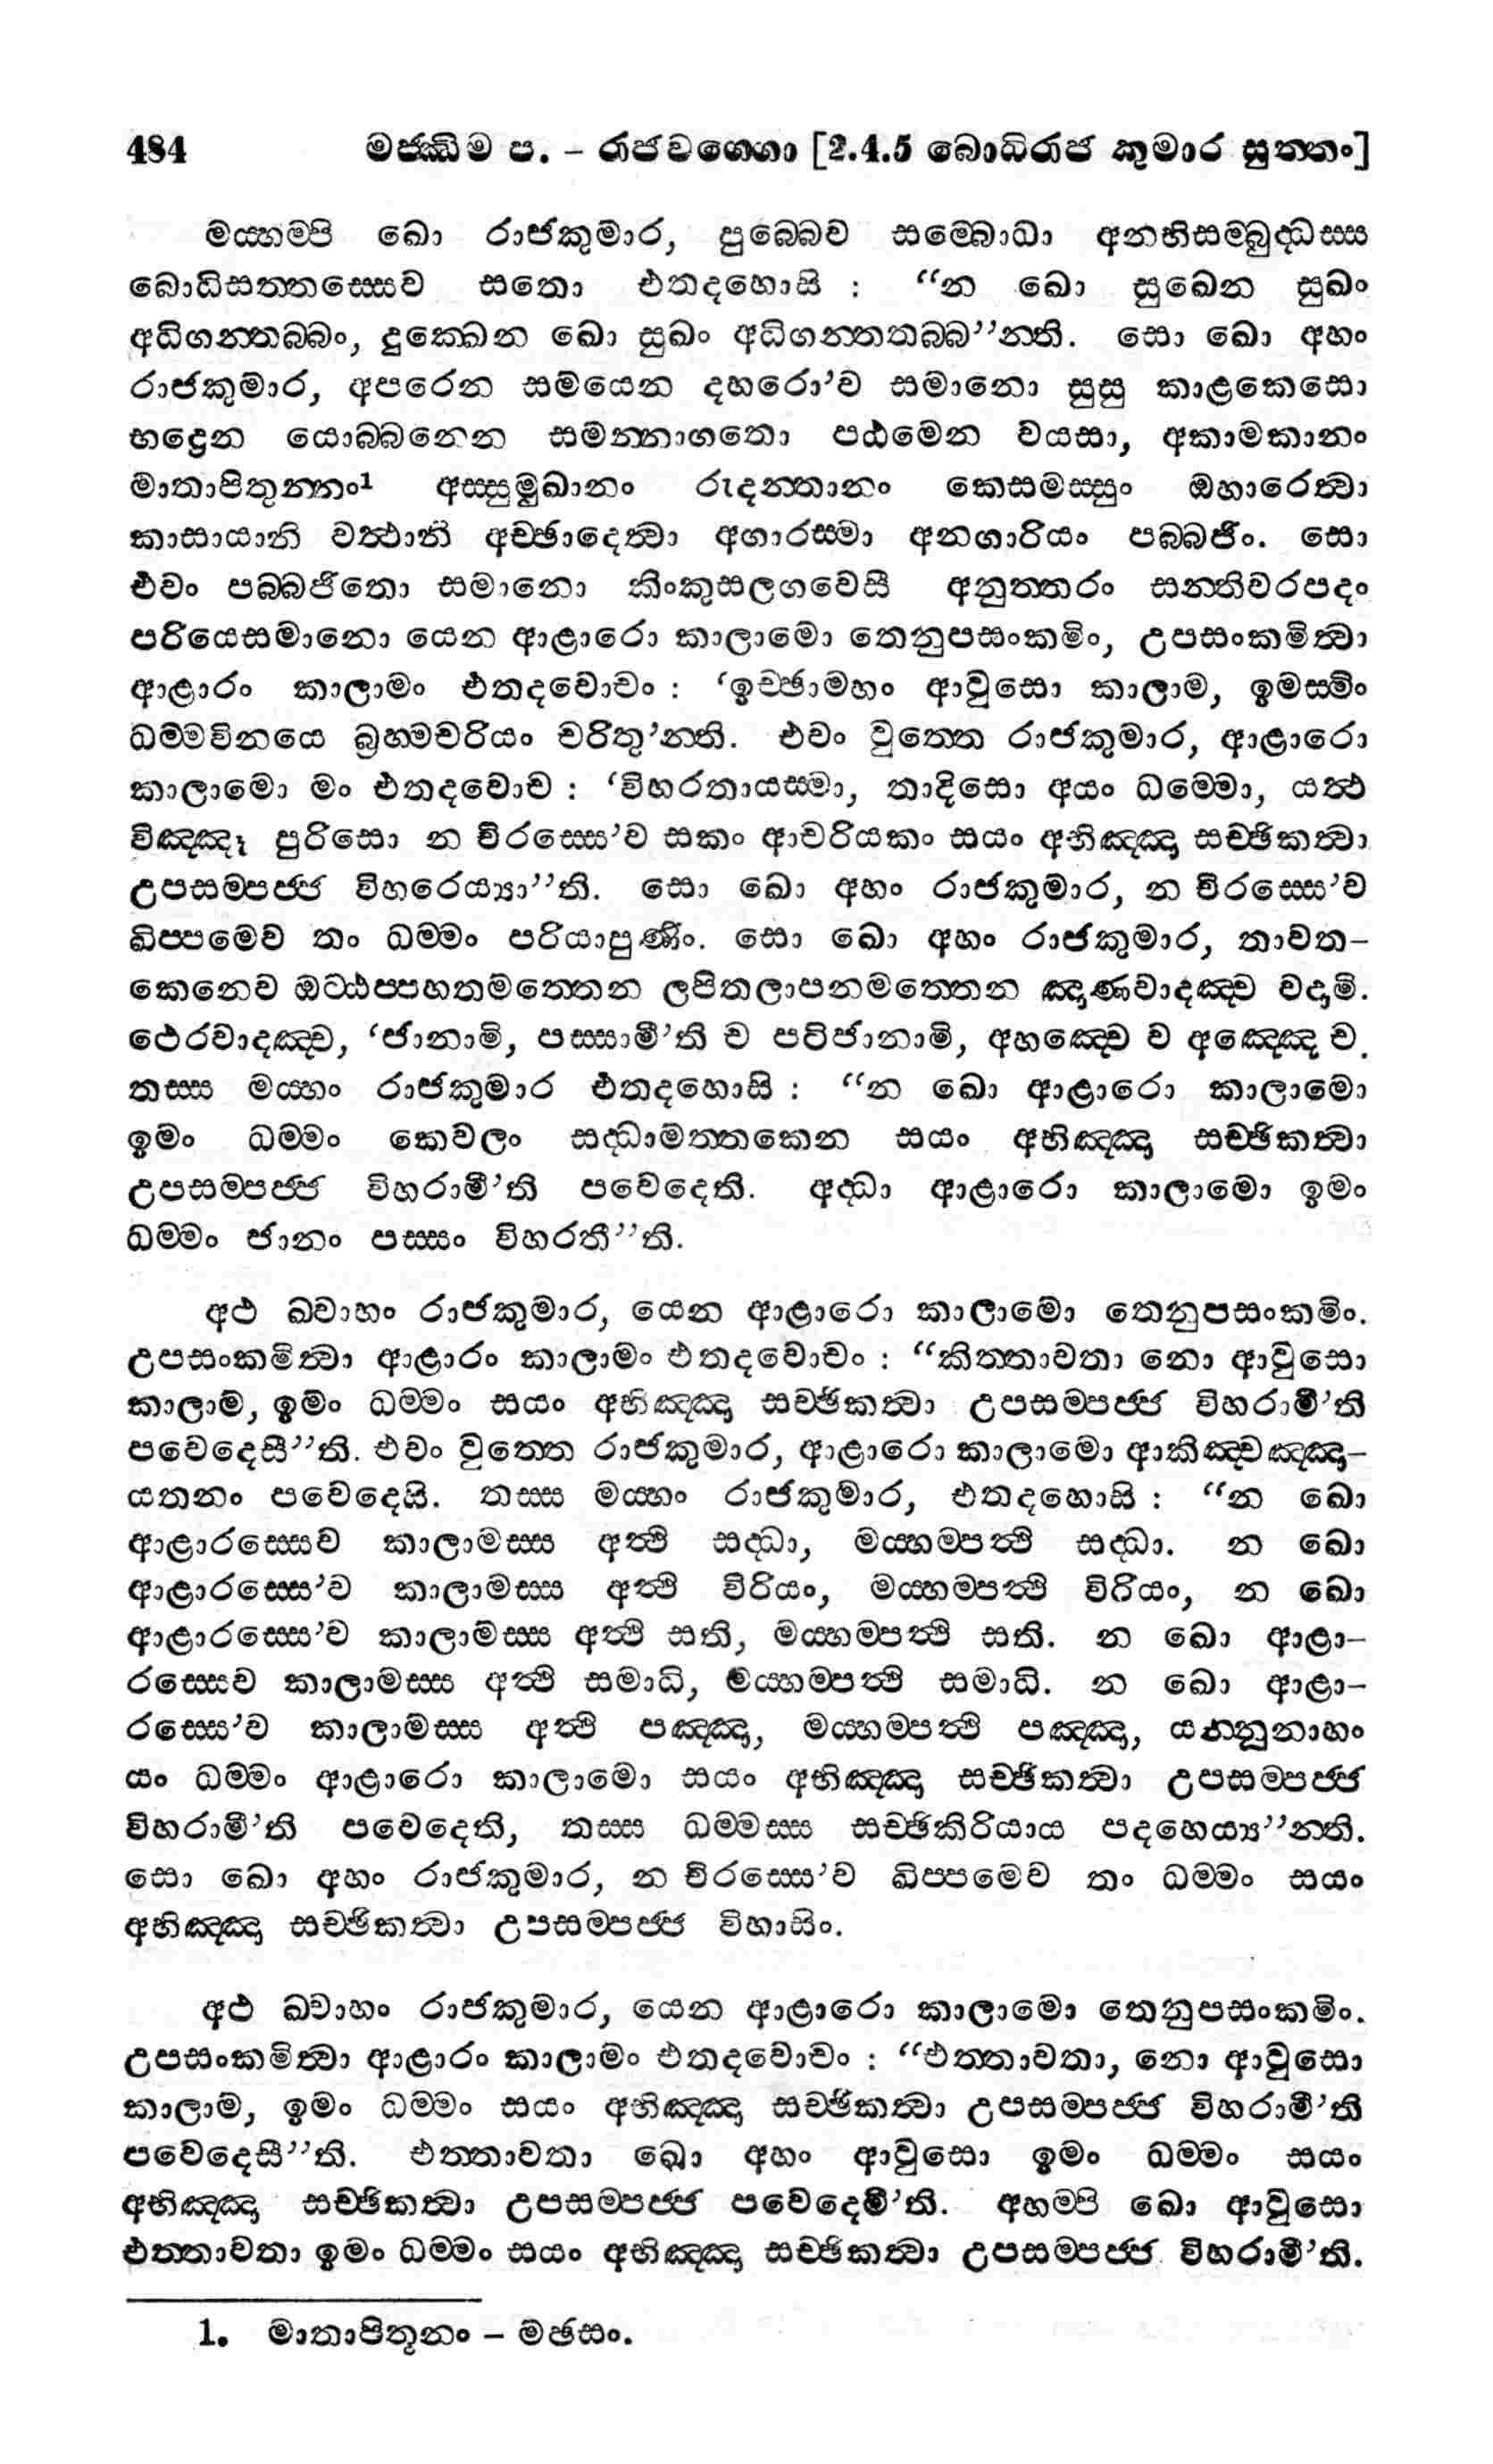 484 මජ්ඣිම ප. – රාජවග්ගො [2.4.5 බොධිරාජ කුමාර සුත්තං]
මය්හම්පි ඛො රාජකුමාර, පුබ්බෙව සම්බොධා අනභිසම්බුද්ධස්ස
බොධිසත්තස්සෙව සතො එතදහොසි : “න ඛො සුඛෙන සුඛං
අධිගන්තබ්බං, දුක්ඛෙන ඛො සුඛං අධිගන්තතබ්බ”න්ති. සො ඛො අහං
රාජකුමාර, අපරෙන සමයෙන දහරො’ව සමානො සුසු කාළකෙසො
භද්‍රෙන යොබ්බනෙන සමන්නාගතො පඨමෙන වයසා, අකාමකානං
මාතාපිතුන්නං¹ අස්සුමුඛානං රුදන්තානං කෙසමස්සුං ඔහාරෙත්වා
කාසායානි වත්ථානි අච්ඡාදෙත්වා අගාරස්මා අනගාරියං පබ්බජිං. සො
එවං පබ්බජිතො සමානො කිංකුසලගවෙසී අනුත්තරං සන්තිවරපදං
පරියෙසමානො යෙන ආළාරො කාලාමො තෙනුපසංකමිං, උපසංකමිත්වා
ආළාරං කාලාමං එතදවොචං : ‘ඉච්ඡාමහං ආවුසො කාලාම, ඉමස්මිං
ධම්මවිනයෙ බ්‍රහ්මචරියං චරිතු’න්ති. එවං වුත්තෙ රාජකුමාර, ආළාරො
කාලාමො මං එතදවොච : ‘විහරතායස්මා, තාදිසො අයං ධම්මො, යත්ථ
විඤ්ඤූ පුරිසො න චිරස්සෙ’ව සකං ආචරියකං සයං අභිඤ්ඤා සච්ඡිකත්වා
උපසම්පජ්ජ විහරෙය්‍යා”ති. සො ඛො අහං රාජකුමාර, න චිරස්සෙ’ව
ඛිප්පමෙව තං ධම්මං පරියාපුණිං. සො ඛො අහං රාජකුමාර, තාවත–
කෙනෙව ඔට්ඨප්පහතමත්තෙන ලපිතලාපනමත්තෙන ඤාණවාදඤ්ච වදාමි.
ථෙරවාදඤ්ච, ‘ජානාමි, පස්සාමී’ති ච පටිජානාමි, අහඤ්චෙ ව අඤ්ඤෙ ච.
තස්ස මය්හං රාජකුමාර එතදහොසි : “න ඛො ආළාරො කාලාමො
ඉමං ධම්මං කෙවලං සද්ධාමත්තකෙන සයං අභිඤ්ඤා සච්ඡිකත්වා
උපසම්පජ්ජ විහරාමී’ති පවෙදෙති. අද්ධා ආළාරො කාලාමො ඉමං
ධම්මං ජානං පස්සං විහරතී”ති.
අථ ඛ්වාහං රාජකුමාර, යෙන ආළාරො කාලාමො තෙනුපසංකමිං.
උපසංකමිත්වා ආළාරං කාලාමං එතදවොචං : “කිත්තාවතා නො ආවුසො
කාලාම, ඉමං ධම්මං සයං අභිඤ්ඤා සච්ඡිකත්වා උපසම්පජ්ජ විහරාමී’ති
පවෙදෙසී”ති. එවං වුත්තෙ රාජකුමාර, ආළාරො කාලාමො ආකිඤ්චඤ්ඤා–
යතනං පවෙදෙයි. තස්ස මය්හං රාජකුමාර, එතදහොසි : “න ඛො
ආළාරස්සෙව කාලාමස්ස අත්ථි සද්ධා, මය්හම්පත්ථි සද්ධා. න ඛො
ආළාරස්සෙ’ව කාලාමස්ස අත්ථි විරියං, මය්හම්පත්ථි විරියං, න ඛො
ආළාරස්සෙ’ව කාලාමස්ස අත්ථි සති, මය්හම්පත්ථි සති. න ඛො ආළා–
රස්සෙව කාලාමස්ස අත්ථි සමාධි, මය්හම්පත්ථි සමාධි. න ඛො ආළා–
රස්සෙ’ව කාලාමස්ස අත්ථි පඤ්ඤා, මය්හම්පත්ථි පඤ්ඤා, යන්නූනාහං
යං ධම්මං ආළාරො කාලාමො සයං අභිඤ්ඤා සච්ඡිකත්වා උපසම්පජ්ජ
විහරාමී’ති පවෙදෙති, තස්ස ධම්මස්ස සච්ඡිකිරියාය පදහෙය්‍ය”න්ති.
සො ඛො අහං රාජකුමාර, න චිරස්සෙ’ව ඛිප්පමෙව තං ධම්මං සයං
අභිඤ්ඤා සච්ඡිකත්වා උපසම්පජ්ජ විහාසිං.
අථ ඛ්වාහං රාජකුමාර, යෙන ආළාරො කාලාමො තෙනුපසංකමිං.
උපසංකමිත්වා ආළාරං කාලාමං එතදවොචං : “එත්තාවතා, නො ආවුසො
කාලාම, ඉමං ධම්මං සයං අභිඤ්ඤා සච්ඡිකත්වා උපසම්පජ්ජ විහරාමී’ති
පවෙදෙසී”ති. එත්තාවතා ඛො අහං ආවුසො ඉමං ධම්මං සයං
අභිඤ්ඤා සච්ඡිකත්වා උපසම්පජ්ජ පවෙදෙමී’ති. අහම්පි ඛො ආවුසො
එත්තාවතා ඉමං ධම්මං සයං අභිඤ්ඤා සච්ඡිකත්වා උපසම්පජ්ජ විහරාමී’ති.
1. මාතාපිතූනං – මඡසං.